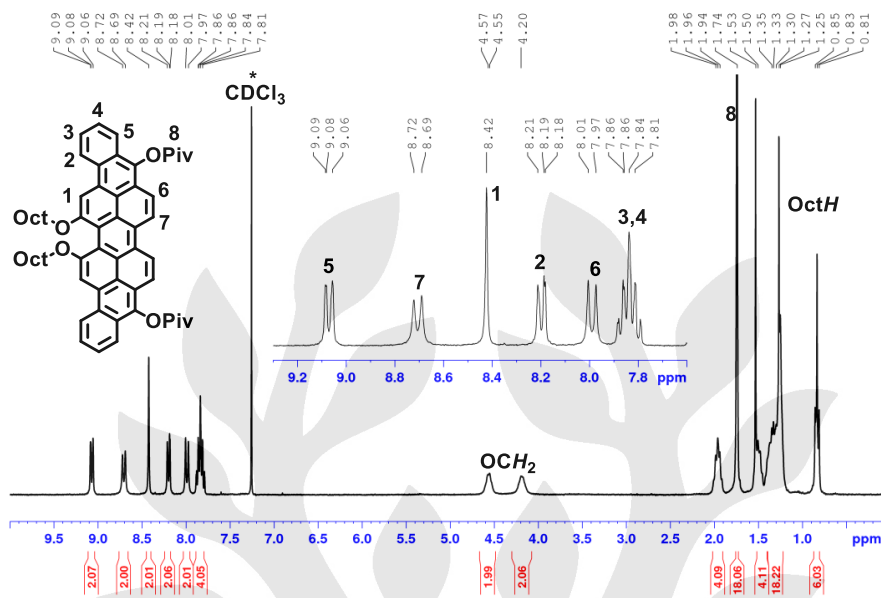 9.09 9.08 9.06 8.72 8.69 8.42 8.21 8.19 8.18 8.01 7.97 7.86 7.86 7.84 7.81
4.57 4.55 4.20
1.98 1.96 1.94 1.74 1.53 1.50 1.35 1.33 1.30 1.27 1.25 0.85 0.83 0.81
*
CDCl3
8
4
3 5 8
2 OPiv
1 6
Oct O 7
Oct O
OPiv
9.09 9.08 9.06 8.72 8.69 8.42 8.21 8.19 8.18 8.01 7.97 7.86 7.86 7.84 7.81
1
3,4
5 7 2 6
OctH
9.2 9.0 8.8 8.6 8.4 8.2 8.0 7.8 ppm
OCH2
9.5 9.0 8.5 8.0 7.5 7.0 6.5 6.0 5.5 5.0 4.5 4.0 3.5 3.0 2.5 2.0 1.5 1.0 ppm
2.07 2.00 2.01 2.06 2.01 4.05 1.99 2.06 4.09 18.06 4.11 18.22 6.03